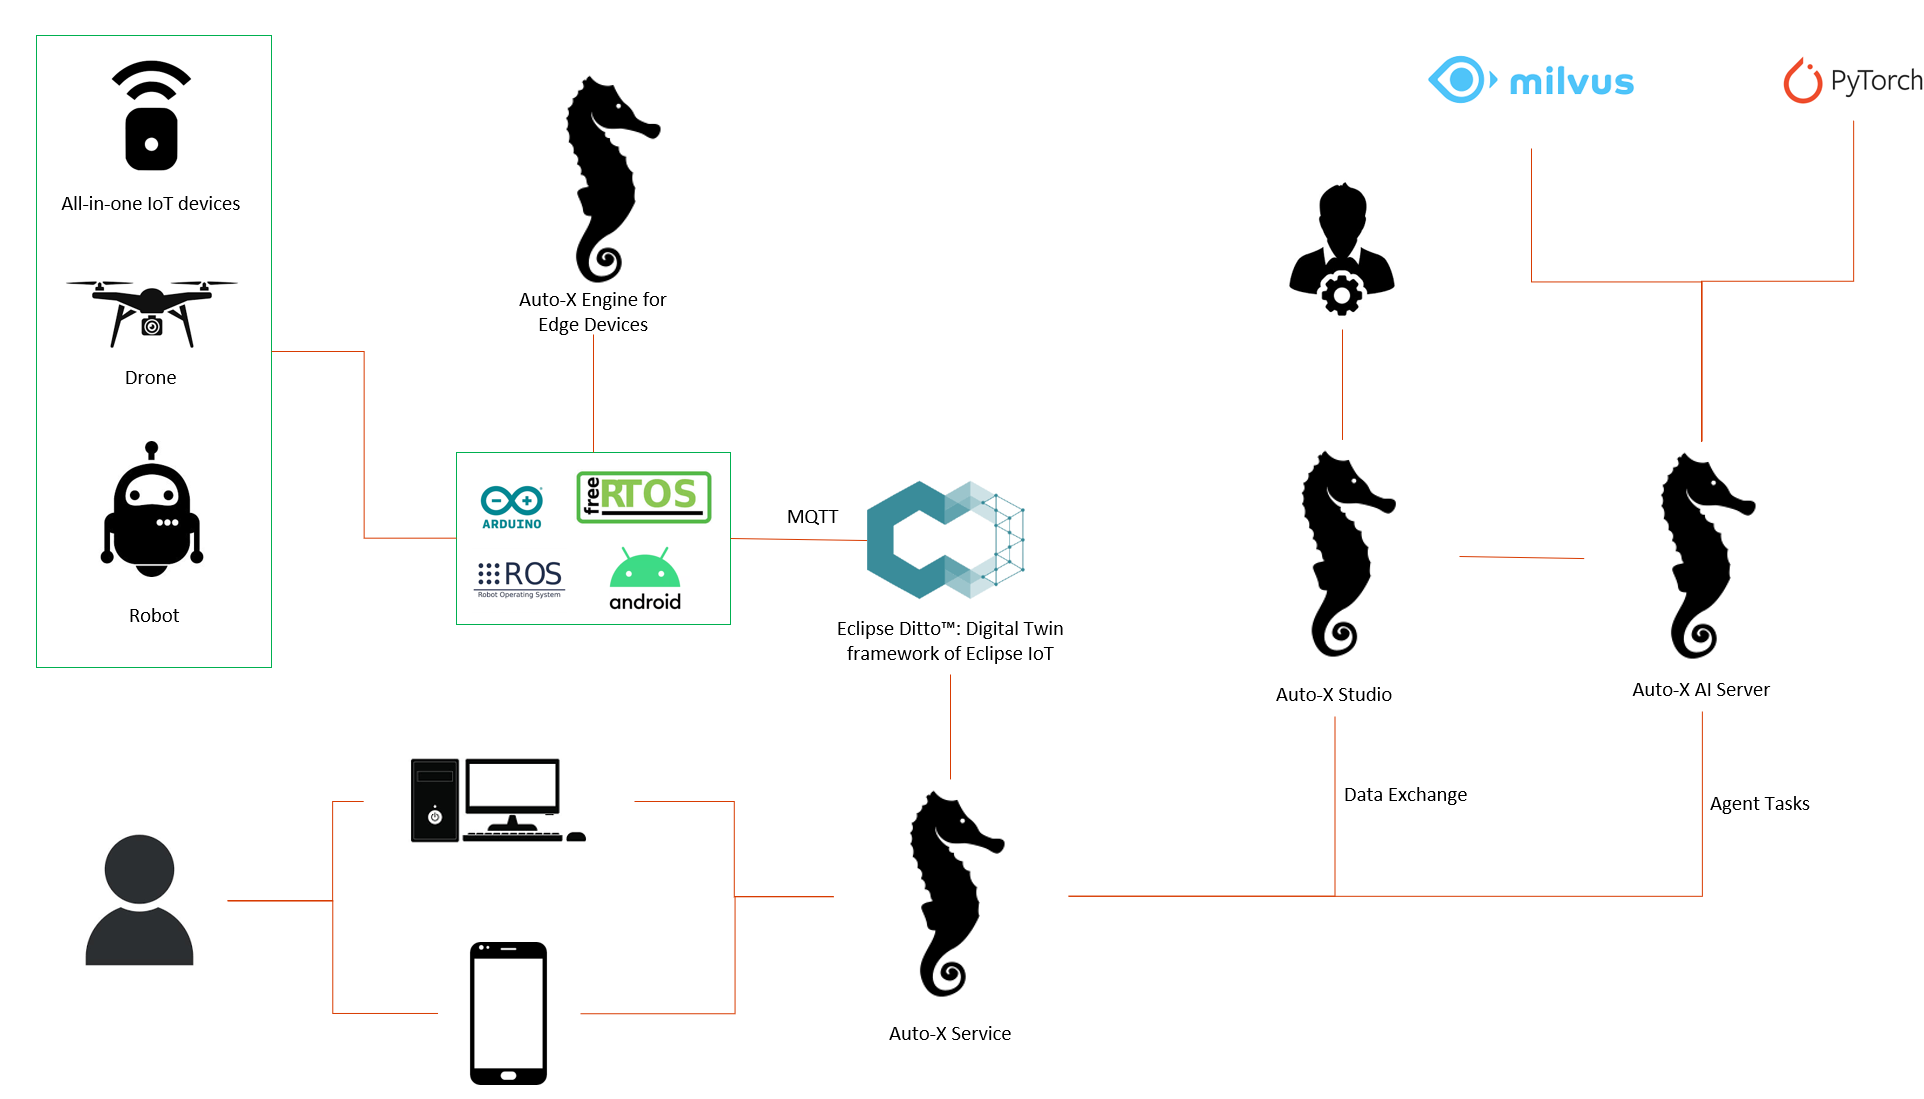 milvus
PyTorch
All-in-one IoT devices
Auto-X Engine for
Edge Devices
Drone
ARDUINO
free
RTOS
ROS
Robot Operating System
android
MQTT
Robot
Eclipse Ditto™: Digital Twin
framework of Eclipse IoT
Auto-X Studio
Auto-X AI Server
Data Exchange
Agent Tasks
Auto-X Service